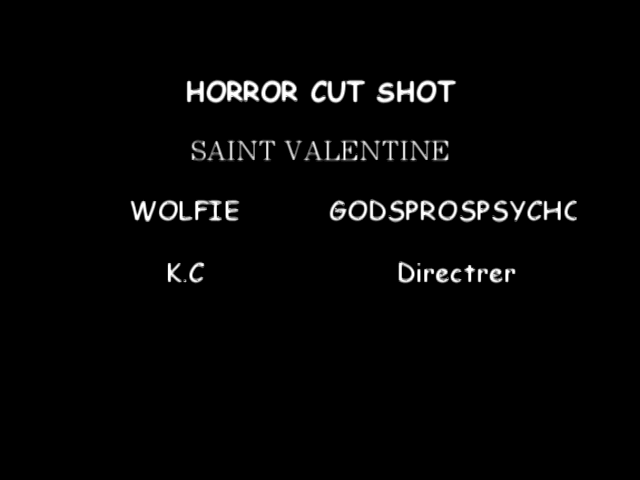 HORROR CUT SHOT
SAINT VALENTINE
WOLFIE GODSPROSPSYCHC
K.C Directrer